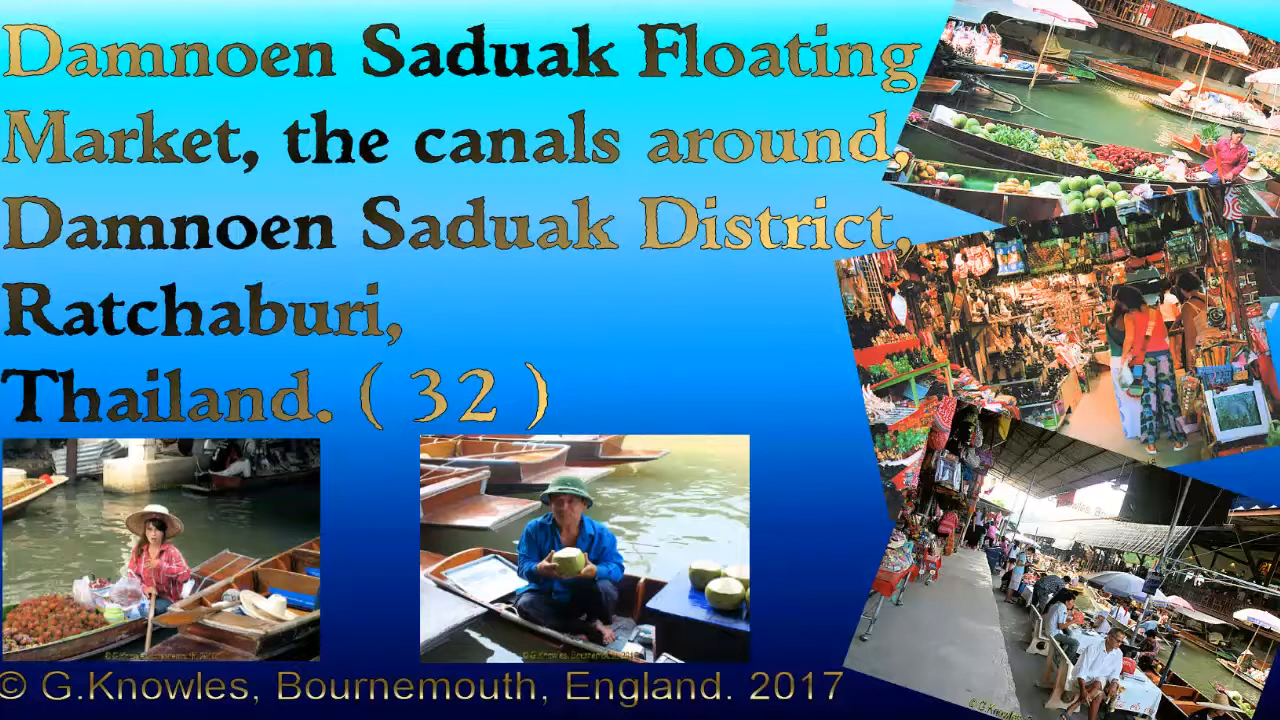 Damnoen Saduak Floating
Market, the canals around,
Damnoen Saduak District,
Ratchaburi,
Thailand. ( 32 )
© G.Knowles, Bournemouth, England. 2017